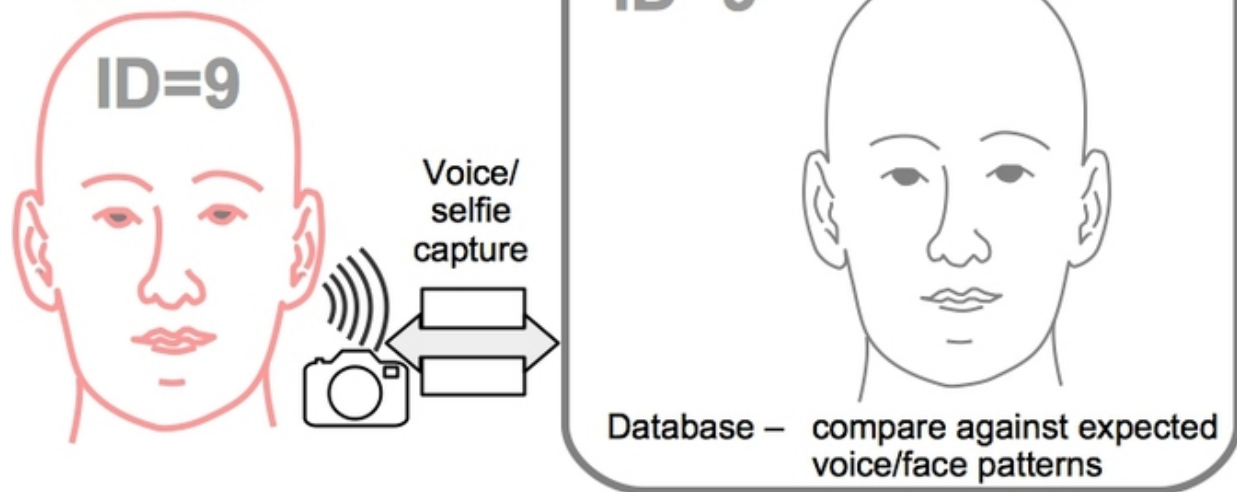 ID=9
Voice/
selfie
capture
Database – compare against expected
voice/face patterns